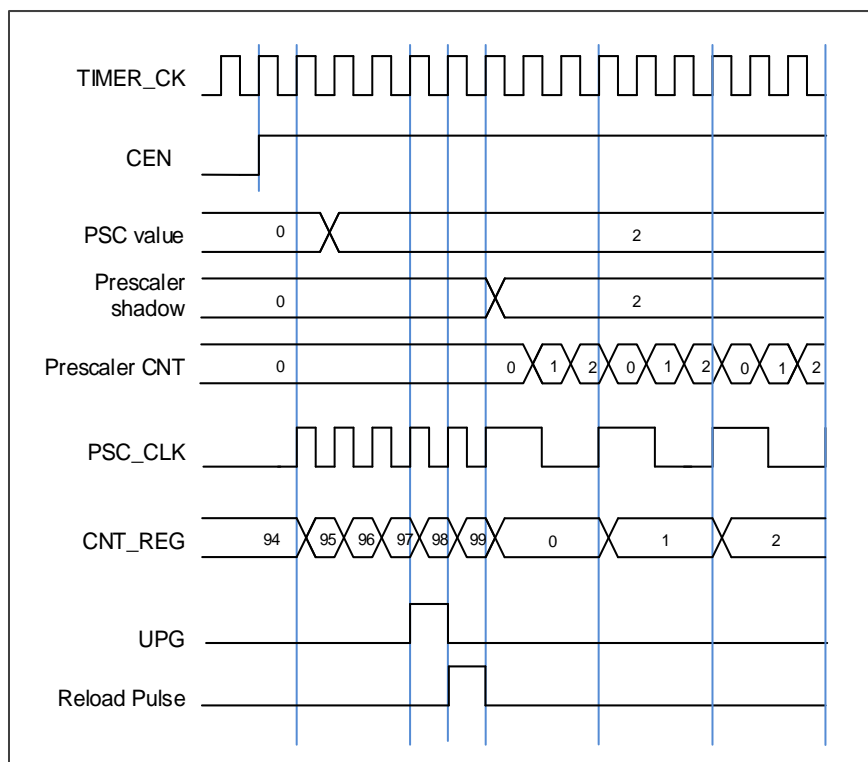 TIMER_CK
CEN
PSC value 0 2
Prescaler
shadow 0 2
Prescaler CNT 0 0 1 2 0 1 2 0 1 2
PSC_CLK
CNT_REG 94 95 96 97 98 99 0 1 2
UPG
Reload Pulse